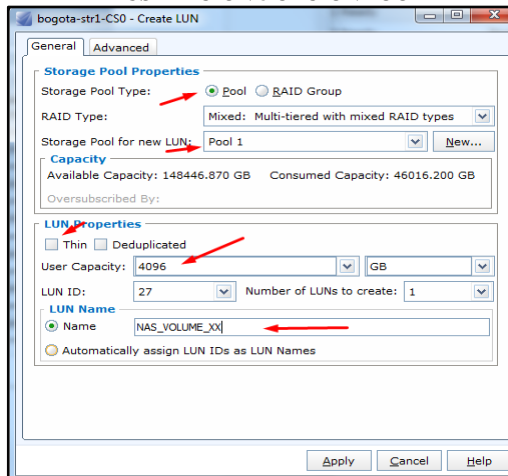 bogota-str1-CS0 - Create LUN
General Advanced
Storage Pool Properties
Storage Pool Type: Pool RAID Group
RAID Type: Mixed: Multi-tiered with mixed RAID types
Storage Pool for new LUN: Pool 1 New...
Capacity
Available Capacity: 148446.870 GB Consumed Capacity: 46016.200 GB
Oversubscribed By:
LUN Properties
Thin Deduplicated
User Capacity: 4096 GB
LUN ID: 27 Number of LUNs to create: 1
LUN Name
Name NAS_VOLUME_XX
Automatically assign LUN IDs as LUN Names
Apply Cancel Help